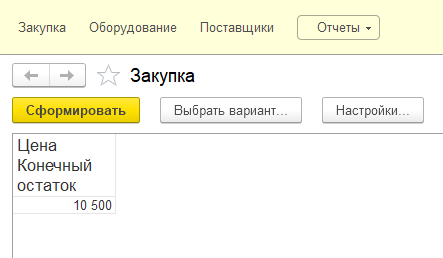 Закупка Оборудование Поставщики Отчеты
Закупка
Сформировать Выбрать вариант... Настройки...
Цена
Конечный
остаток
10 500